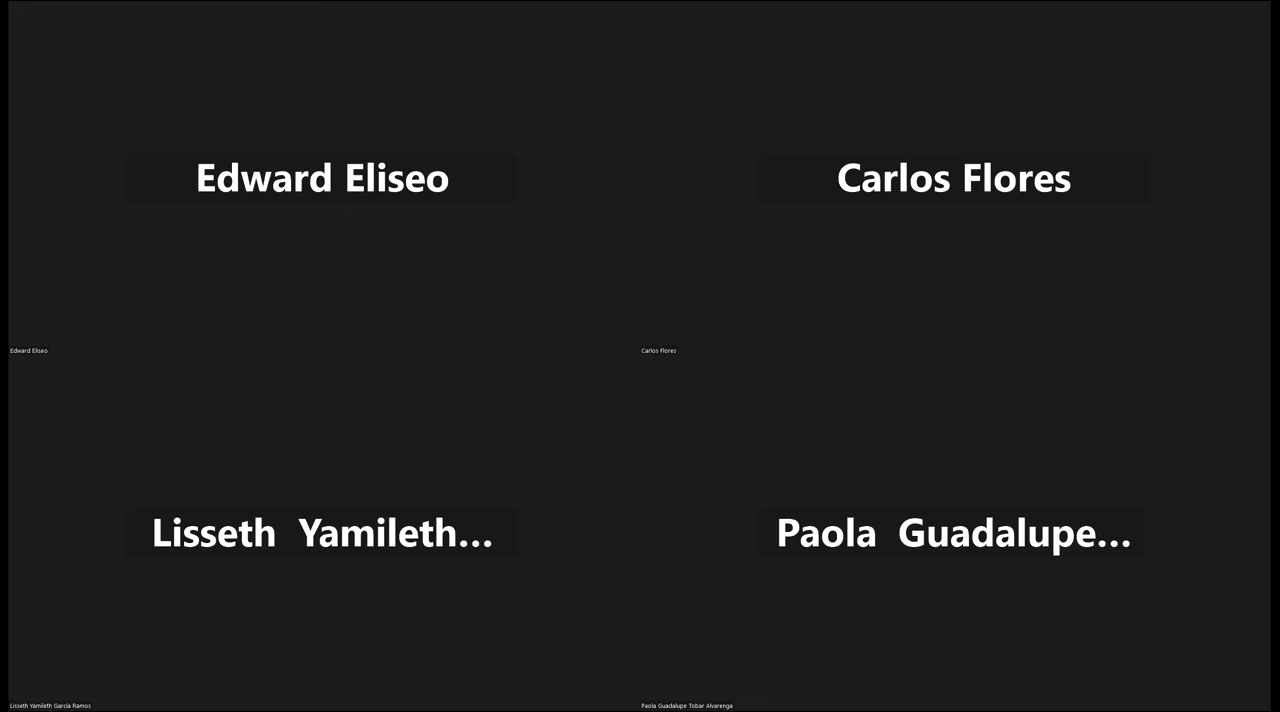 Edward Eliseo
Carlos Flores
Edward Eliseo
Carlos Flores
Lisseth  Yamileth...
Paola  Guadalupe...
Lisseth Yamileth García Ramos
Paola Guadalupe Tobar Alvarenga